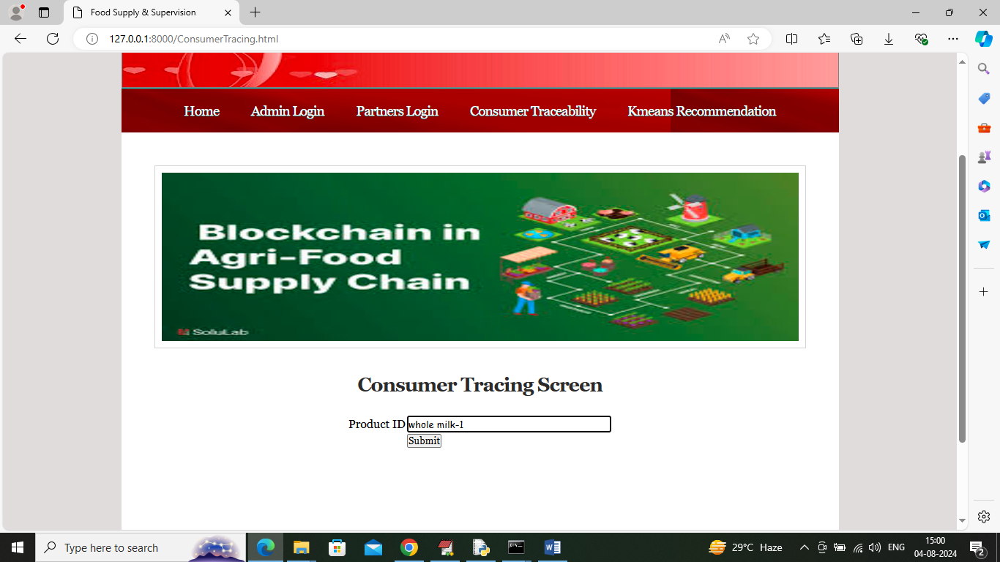 Food Supply & Supervision
127.0.0.1:8000/ConsumerTracing.html
Home Admin Login Partners Login Consumer Traceability Kmeans Recommendation
Blockchain in
Agri-Food
Supply Chain
SoluLab
Consumer Tracing Screen
Product ID whole milk-1
Submit
Type here to search
29°C Haze
ENG
15:00
04-08-2024
2